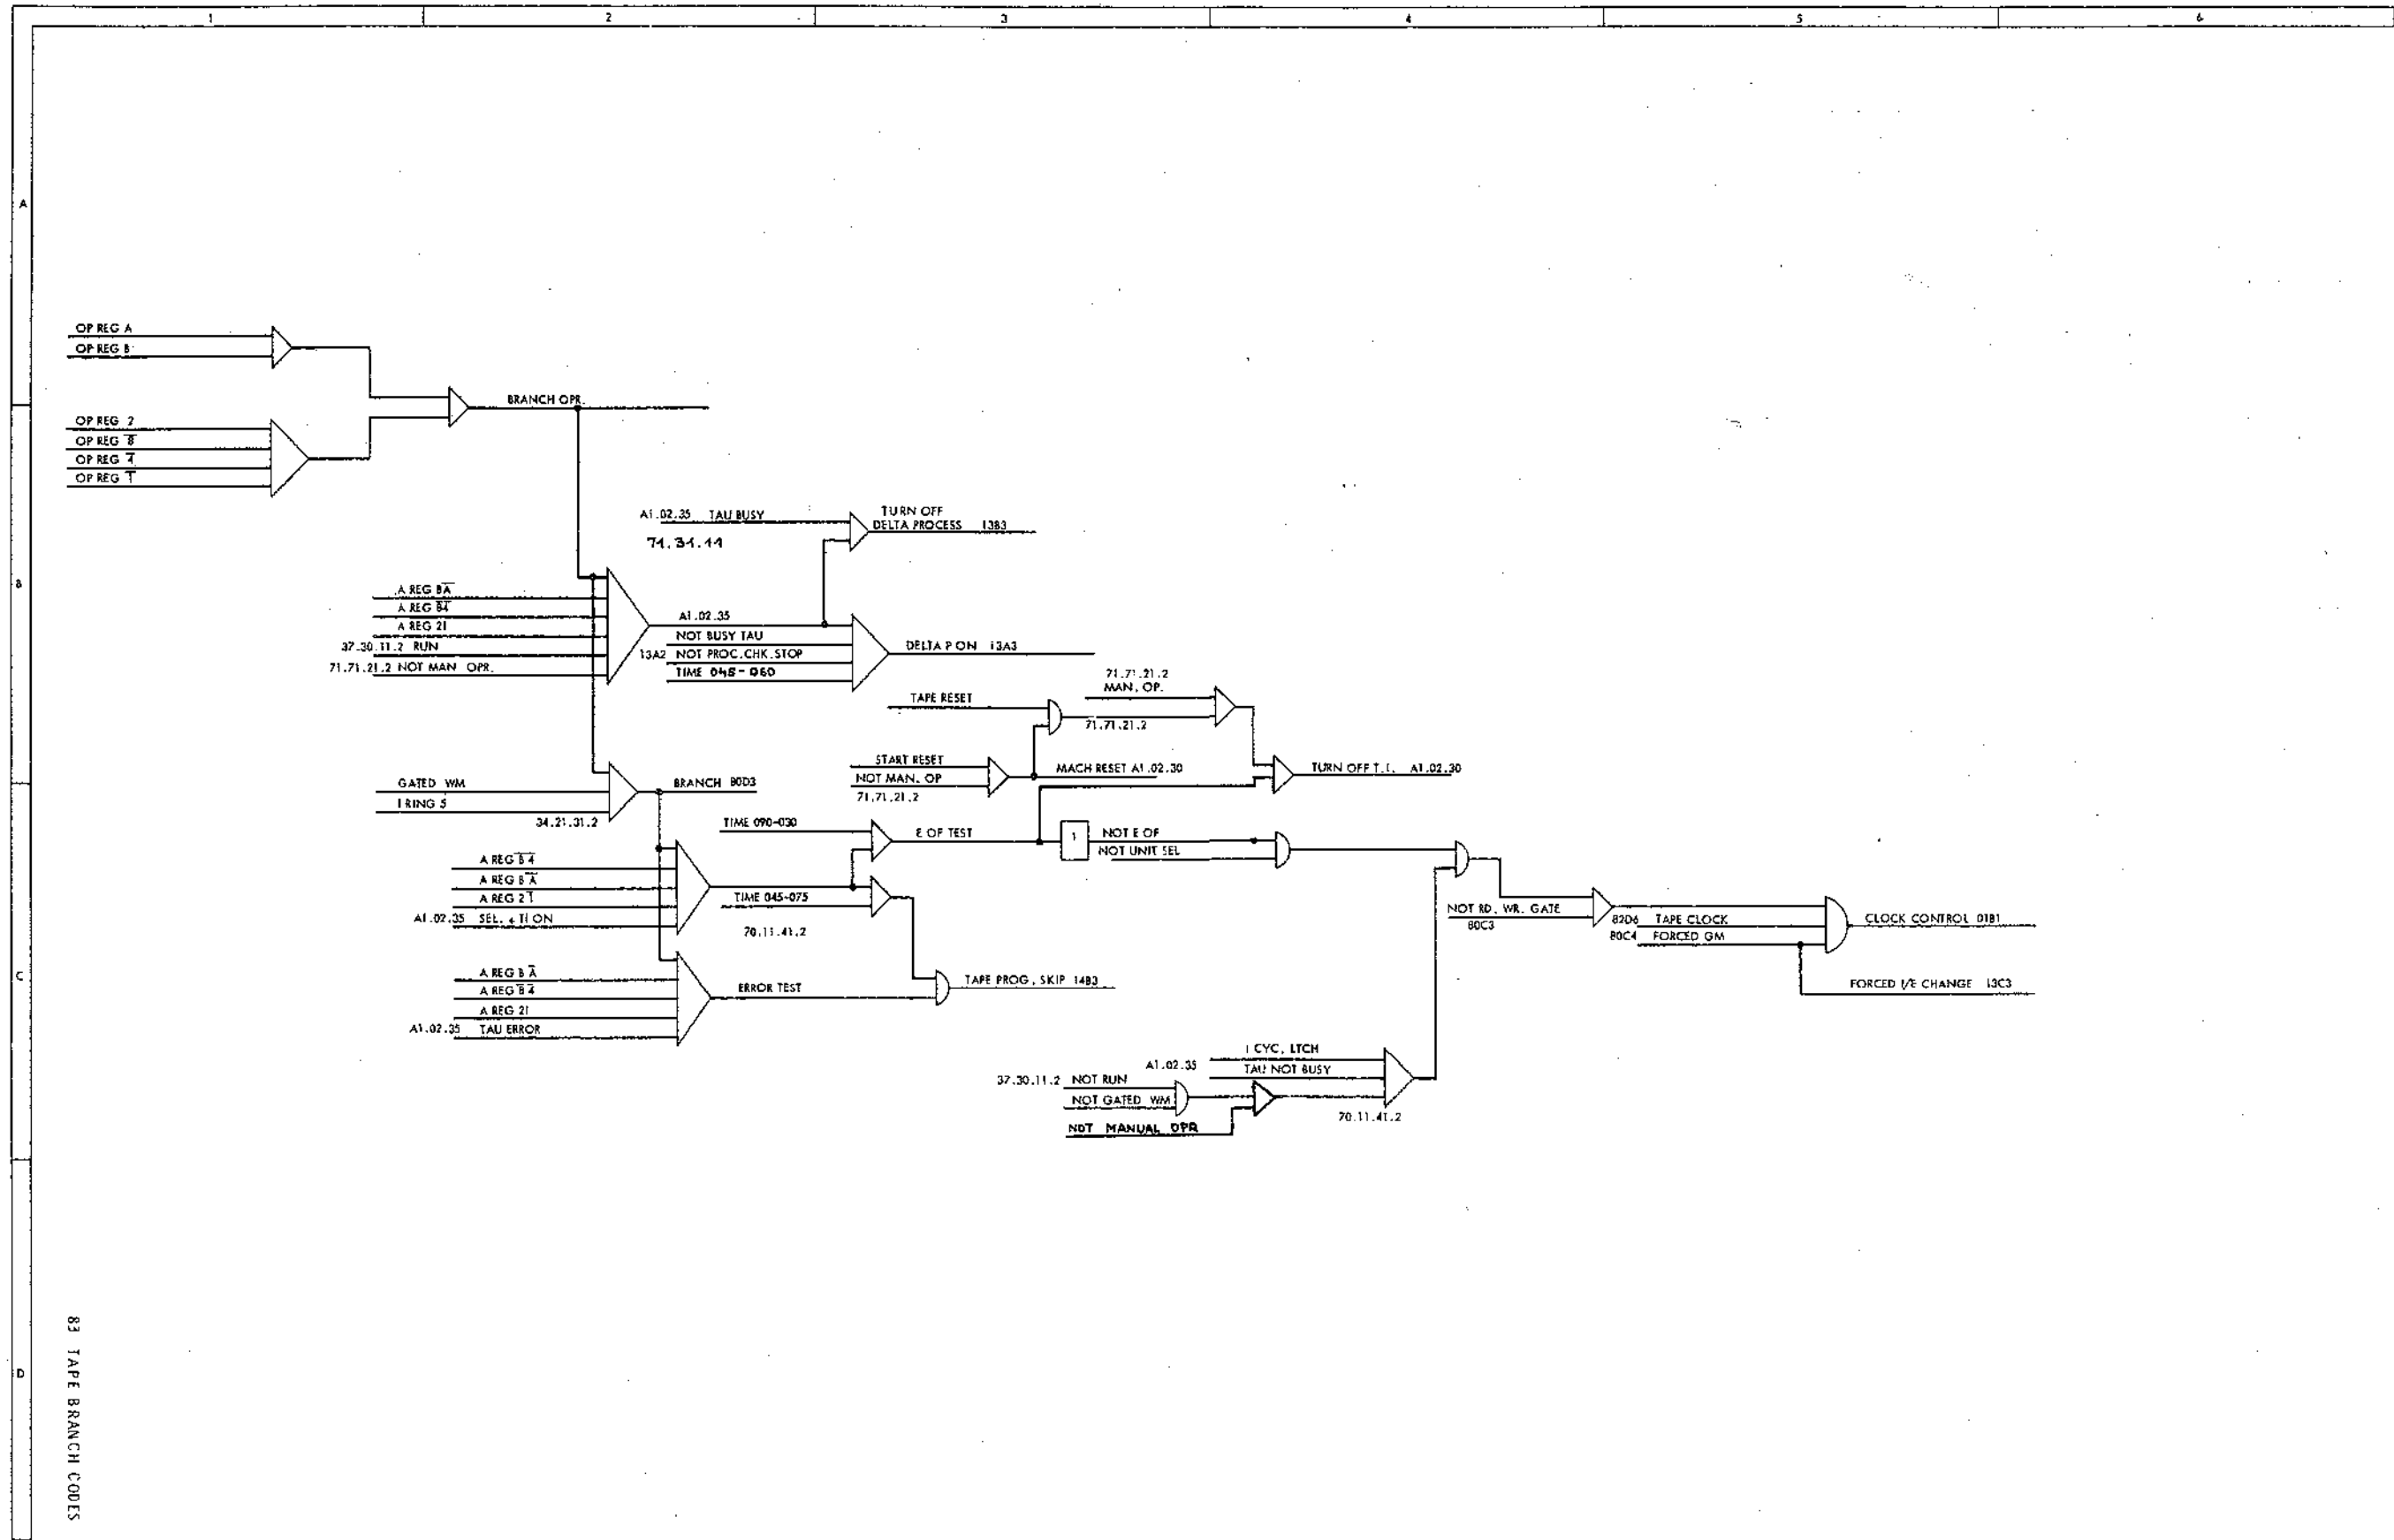 1 2 3 4 5 6
A
OP REG A
OP REG B
BRANCH OPR.
OP REG 2
OP REG 8̅
OP REG 4̅
OP REG 1̅
A1.02.35 TAU BUSY
71.31.11
TURN OFF
DELTA PROCESS 13B3
B
A REG BA̅
A REG 8̅4̅
A REG 21
37.30.11.2 RUN
71.71.21.2 NOT MAN OPR.
A1.02.35
NOT BUSY TAU
13A2 NOT PROC.CHK.STOP
TIME 045-060
DELTA P ON 13A3
TAPE RESET
71.71.21.2
MAN. OP.
71.71.21.2
START RESET
NOT MAN. OP
71.71.21.2
MACH RESET A1.02.30
TURN OFF T.I. A1.02.30
GATED WM
I RING 5
34.21.31.2
BRANCH 80D3
TIME 090-030
E OF TEST
1
NOT E OF
NOT UNIT SEL
A REG 8̅4̅
A REG BA̅
A REG 21̅
A1.02.35 SEL. & TI ON
TIME 045-075
70.11.41.2
NOT RD. WR. GATE
80C3
82D6 TAPE CLOCK
80C4 FORCED GM
CLOCK CONTROL 01B1
FORCED I/E CHANGE 13C3
C
A REG BA̅
A REG 8̅4̅
A REG 21
A1.02.35 TAU ERROR
ERROR TEST
TAPE PROG. SKIP 14B3
A1.02.35
I CYC. LTCH
TAU NOT BUSY
37.30.11.2 NOT RUN
NOT GATED WM
NOT MANUAL OPR
70.11.41.2
D
83 TAPE BRANCH CODES